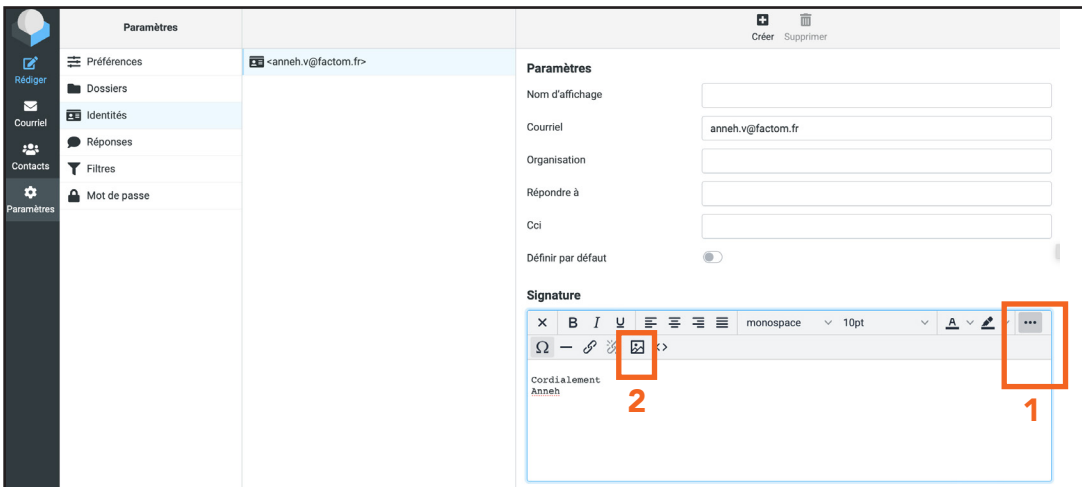 Paramètres
Créer
Supprimer
Rédiger
Courriel
Contacts
Paramètres
Préférences
Dossiers
Identités
Réponses
Filtres
Mot de passe
<anneh.v@factom.fr>
Paramètres
Nom d'affichage
Courriel
anneh.v@factom.fr
Organisation
Répondre à
Cci
Définir par défaut
Signature
B I U monospace 10pt A
Ω
Cordialement
Anneh
2
1